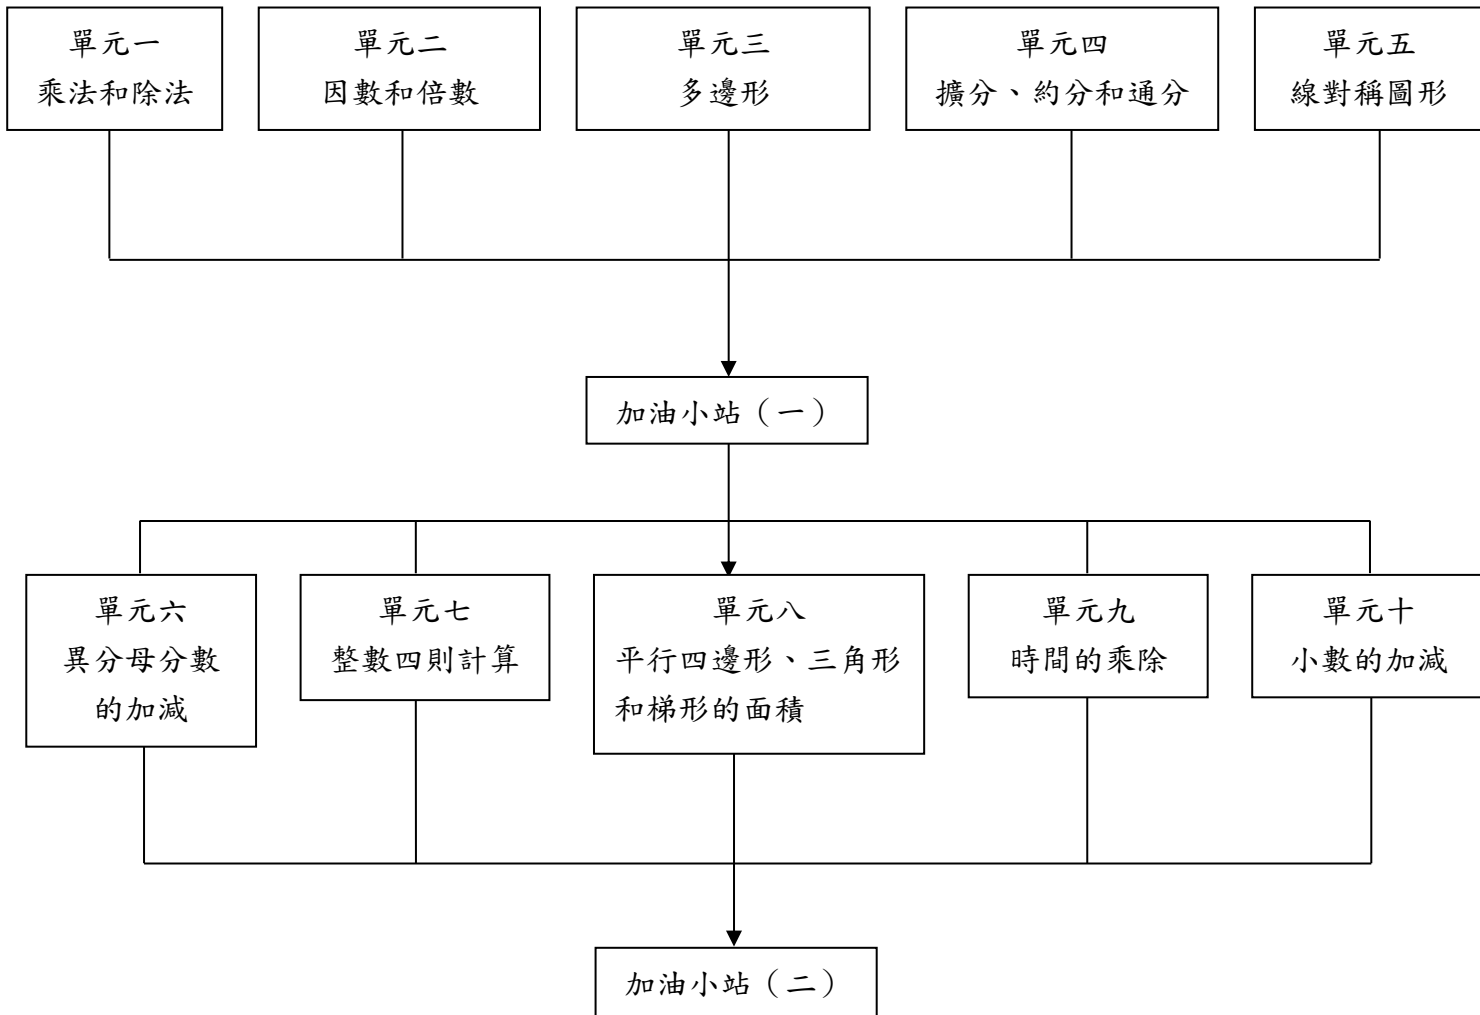 單元一
乘法和除法
單元二
因數和倍數
單元三
多邊形
單元四
擴分、約分和通分
單元五
線對稱圖形
加油小站（一）
單元六
異分母分數
的加減
單元七
整數四則計算
單元八
平行四邊形、三角形
和梯形的面積
單元九
時間的乘除
單元十
小數的加減
加油小站（二）